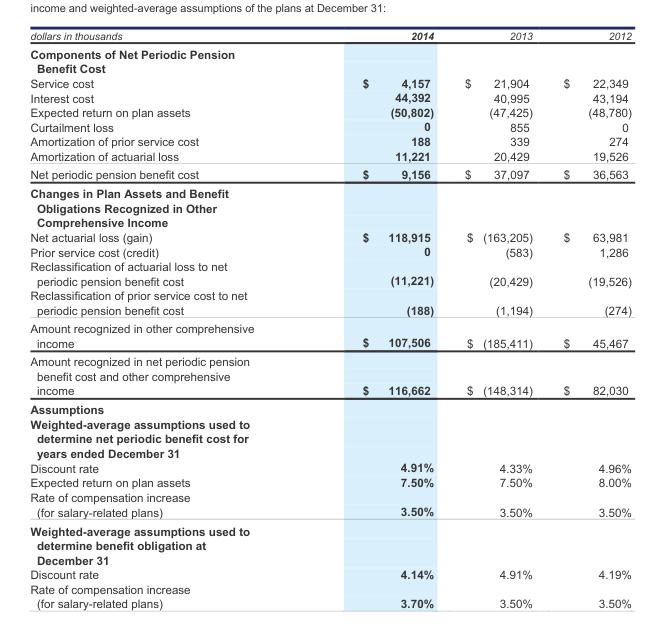 income and weighted-average assumptions of the plans at December 31:
dollars in thousands 2014 2013 2012
Components of Net Periodic Pension
Benefit Cost
Service cost $ 4,157 $ 21,904 $ 22,349
Interest cost 44,392 40,995 43,194
Expected return on plan assets (50,802) (47,425) (48,780)
Curtailment loss 0 855 0
Amortization of prior service cost 188 339 274
Amortization of actuarial loss 11,221 20,429 19,526
Net periodic pension benefit cost $ 9,156 $ 37,097 $ 36,563
Changes in Plan Assets and Benefit
Obligations Recognized in Other
Comprehensive Income
Net actuarial loss (gain) $ 118,915 $ (163,205) $ 63,981
Prior service cost (credit) 0 (583) 1,286
Reclassification of actuarial loss to net
periodic pension benefit cost (11,221) (20,429) (19,526)
Reclassification of prior service cost to net
periodic pension benefit cost (188) (1,194) (274)
Amount recognized in other comprehensive
income $ 107,506 $ (185,411) $ 45,467
Amount recognized in net periodic pension
benefit cost and other comprehensive
income $ 116,662 $ (148,314) $ 82,030
Assumptions
Weighted-average assumptions used to
determine net periodic benefit cost for
years ended December 31
Discount rate 4.91% 4.33% 4.96%
Expected return on plan assets 7.50% 7.50% 8.00%
Rate of compensation increase
(for salary-related plans) 3.50% 3.50% 3.50%
Weighted-average assumptions used to
determine benefit obligation at
December 31
Discount rate 4.14% 4.91% 4.19%
Rate of compensation increase
(for salary-related plans) 3.70% 3.50% 3.50%